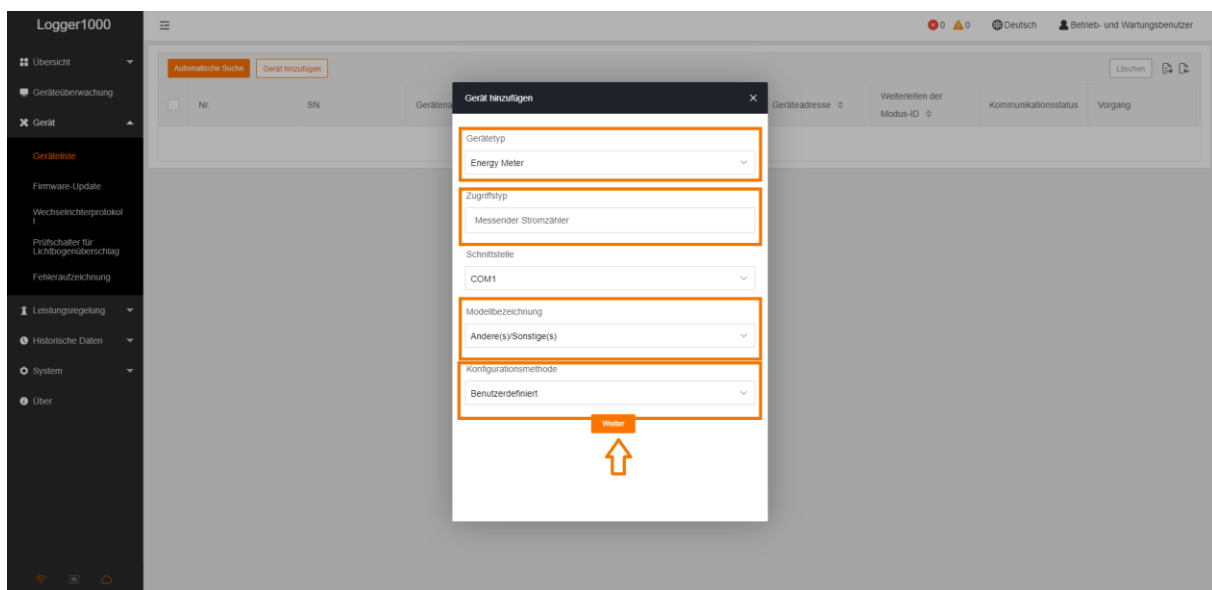 Logger1000
0 0 Deutsch Betrieb- und Wartungsbenutzer
Übersicht
Geräteüberwachung
Gerät
Geräteliste
Firmware-Update
Wechselrichterprotokol
l
Prüfschalter für
Lichtbogenüberschlag
Fehleraufzeichnung
Leistungsregelung
Historische Daten
System
Über
Automatische Suche Gerät hinzufügen Löschen
Nr. SN Gerätena Geräteadresse Weiterleiten der
Modus-ID Kommunikationsstatus Vorgang
Gerät hinzufügen
Gerätetyp
Energy Meter
Zugriffstyp
Messender Stromzähler
Schnittstelle
COM1
Modellbezeichnung
Andere(s)/Sonstige(s)
Konfigurationsmethode
Benutzerdefiniert
Weiter